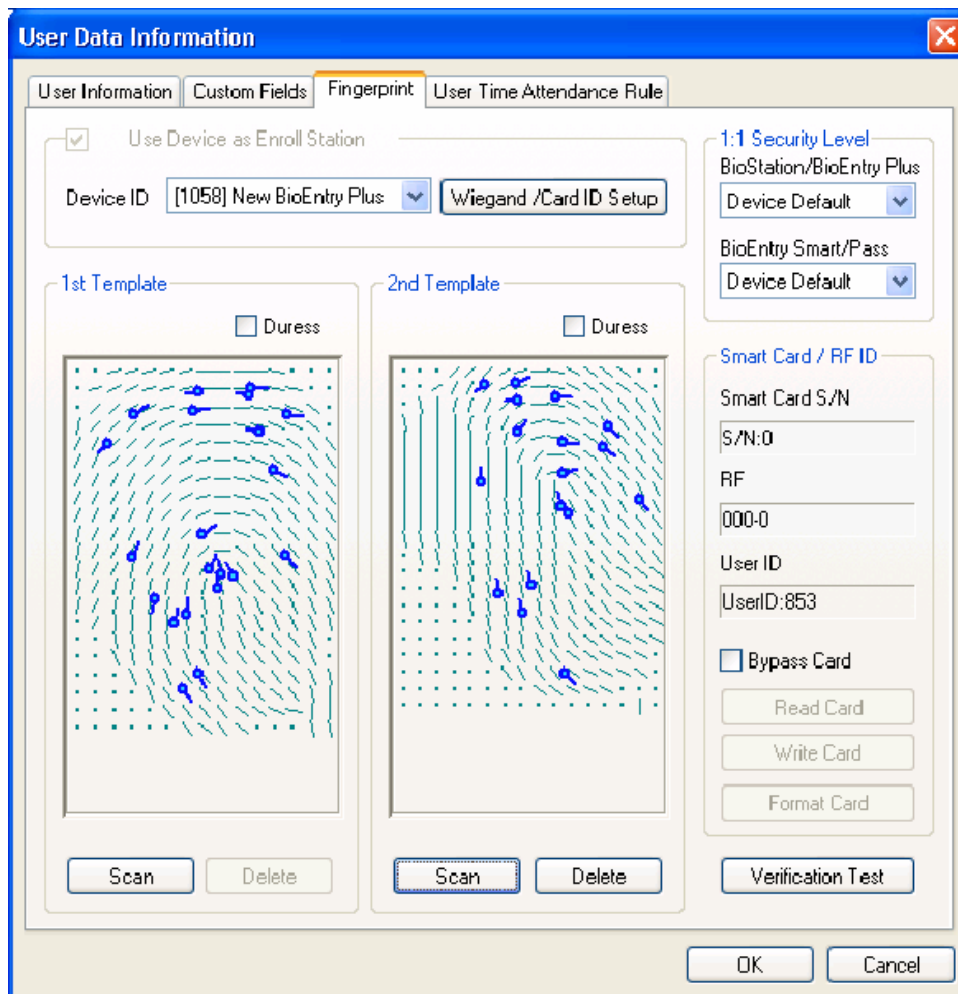 User Data Information
User Information Custom Fields Fingerprint User Time Attendance Rule
Use Device as Enroll Station
Device ID [1058] New BioEntry Plus Wiegand /Card ID Setup
1:1 Security Level
BioStation/BioEntry Plus
Device Default
BioEntry Smart/Pass
Device Default
1st Template
Duress
2nd Template
Duress
Smart Card / RF ID
Smart Card S/N
S/N:0
RF
000-0
User ID
UserID:853
Bypass Card
Read Card
Write Card
Format Card
Scan Delete
Scan Delete
Verification Test
OK Cancel